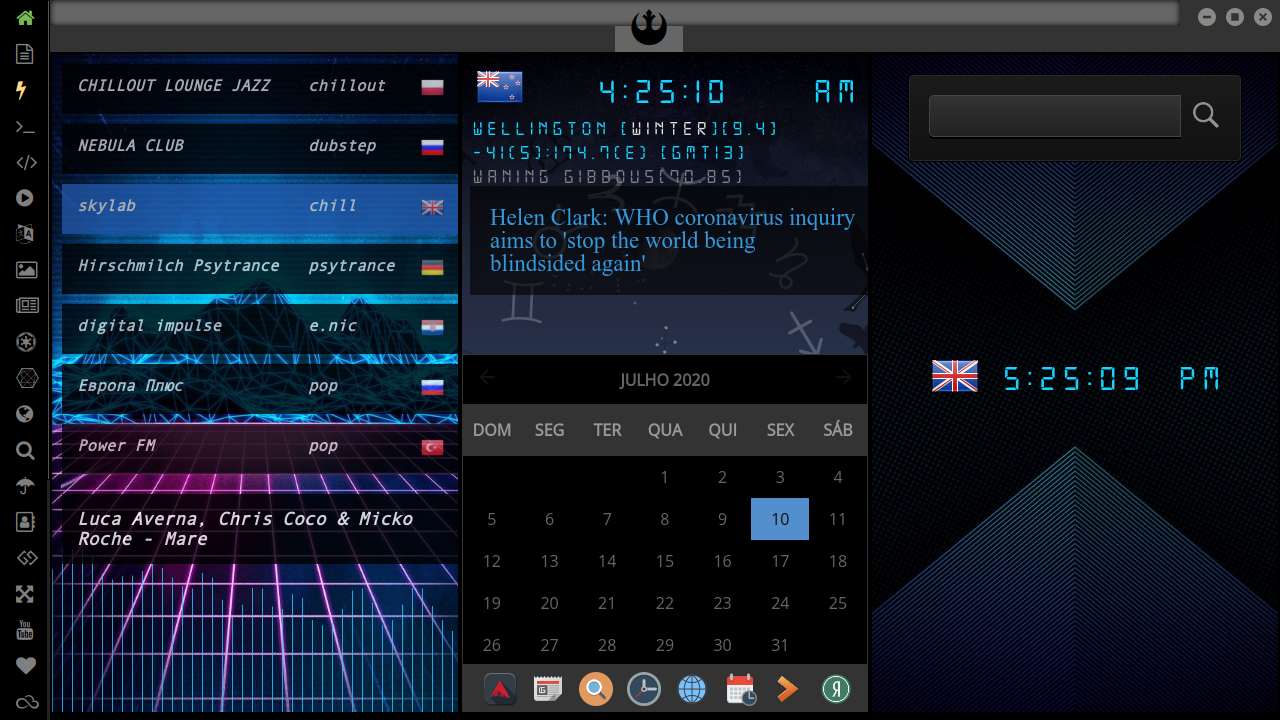 CHILLOUT LOUNGE JAZZ chillout
NEBULA CLUB dubstep
skylab chill
Hirschmilch Psytrance psytrance
digital impulse e.nic
Европа Плюс pop
Power FM pop
Luca Averna, Chris Coco & Micko
Roche - Mare
4:25:10 AM
WELLINGTON [WINTER][9.4]
-41(S):174.7(E) [GMT13]
WANING GIBBOUS(70.85)
Helen Clark: WHO coronavirus inquiry
aims to 'stop the world being
blindsided again'
JULHO 2020
DOM SEG TER QUA QUI SEX SÁB
1 2 3 4
5 6 7 8 9 10 11
12 13 14 15 16 17 18
19 20 21 22 23 24 25
26 27 28 29 30 31
5:25:09 PM
You
Tube
Я